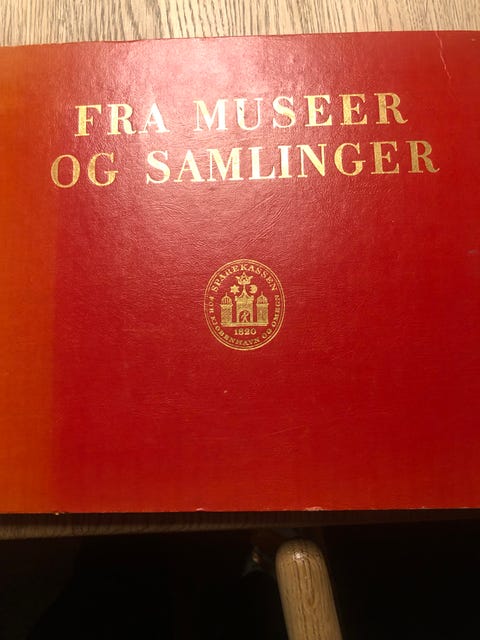 FRA MUSEER
OG SAMLINGER
SPAREKASSEN
FOR KJØBENHAVN OG OMEGN
1820